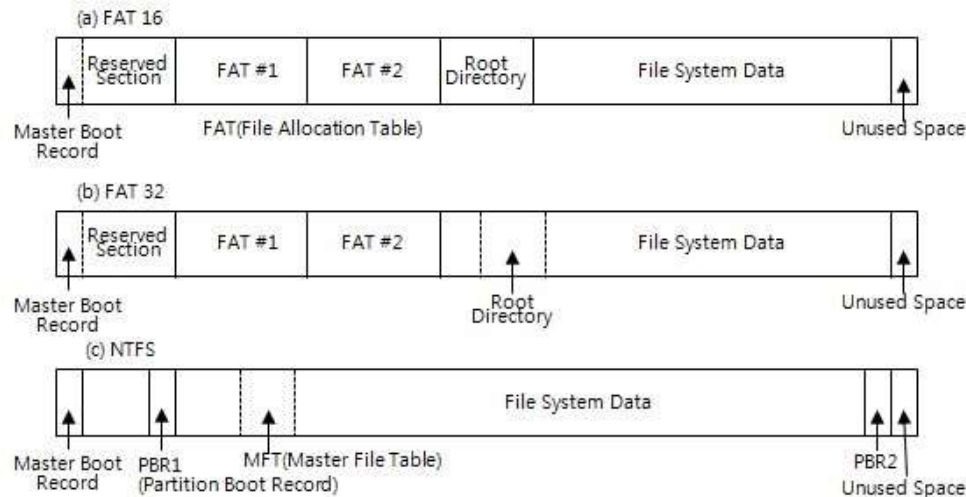 (a) FAT 16
Reserved
Section
FAT #1
FAT #2
Root
Directory
File System Data
Master Boot
Record
FAT(File Allocation Table)
Unused Space
(b) FAT 32
Reserved
Section
FAT #1
FAT #2
File System Data
Master Boot
Record
Root
Directory
Unused Space
(c) NTFS
File System Data
Master Boot
Record
PBR1
(Partition Boot Record)
MFT(Master File Table)
PBR2
Unused Space